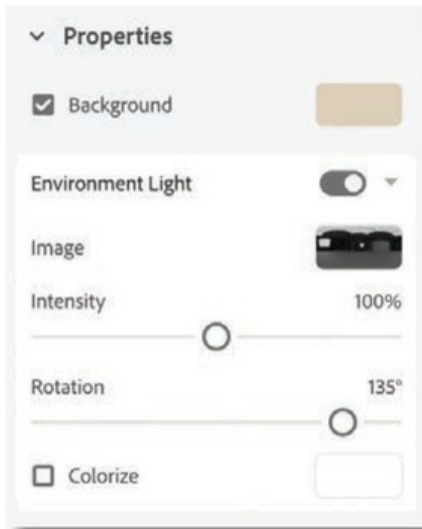 Properties
Background
Environment Light
Image
Intensity 100%
Rotation 135°
Colorize